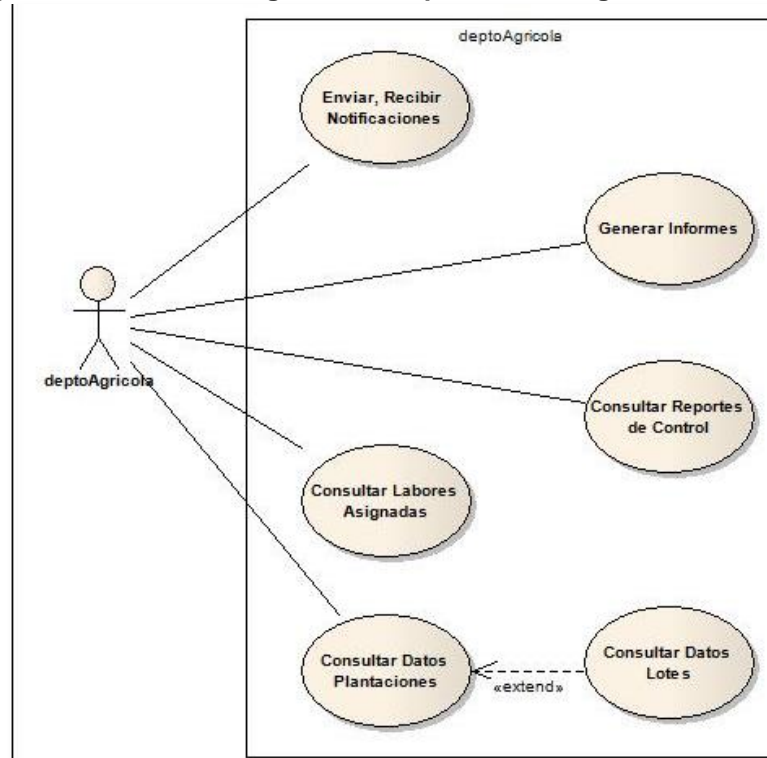 deptoAgricola
Enviar, Recibir
Notificaciones
Generar Informes
deptoAgricola
Consultar Reportes
de Control
Consultar Labores
Asignadas
Consultar Datos
Plantaciones
«extend»
Consultar Datos
Lotes